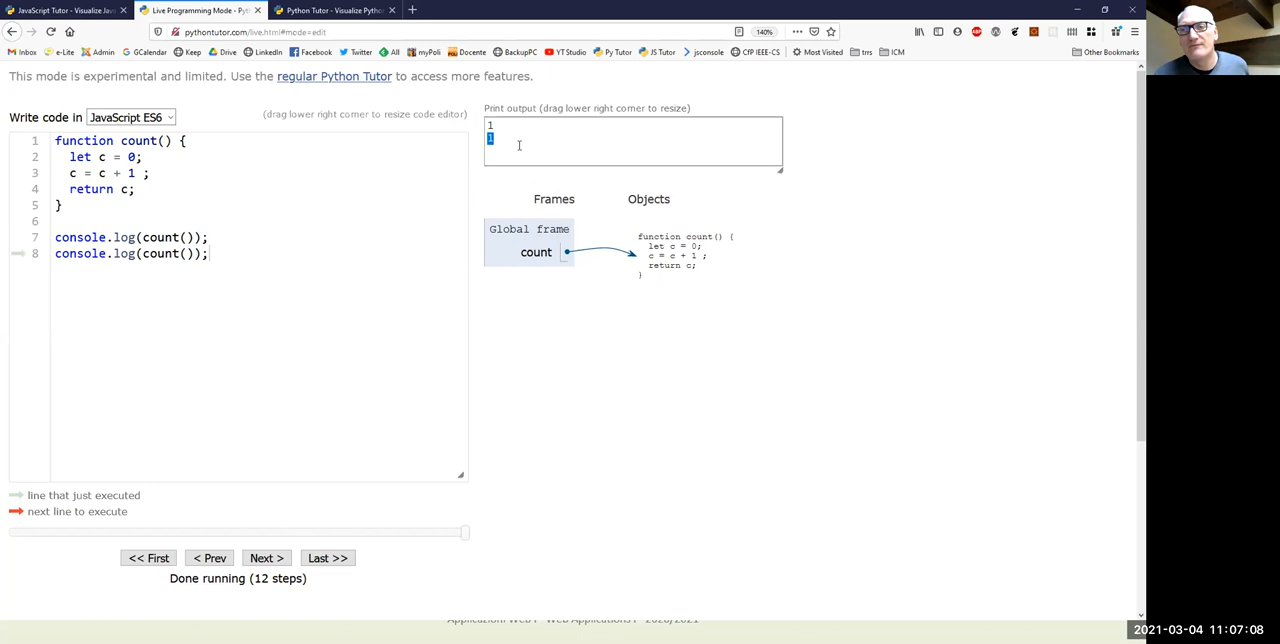 JavaScript Tutor - Visualize Jav
Live Programming Mode - Pyt
Python Tutor - Visualize Python
pythontutor.com/live.html#mode=edit
140%
Inbox e-Lite Admin GCalendar Keep Drive LinkedIn Facebook Twitter All myPoli Docente BackupPC YT Studio Py Tutor JS Tutor jsconsole CfP IEEE-CS Most Visited trrs ICM Other Bookmarks
This mode is experimental and limited. Use the regular Python Tutor to access more features.
Write code in JavaScript ES6
(drag lower right corner to resize code editor)
1 function count() {
2 let c = 0;
3 c = c + 1 ;
4 return c;
5 }
6
7 console.log(count());
8 console.log(count());
line that just executed
next line to execute
<< First < Prev Next > Last >>
Done running (12 steps)
Print output (drag lower right corner to resize)
1
1
Frames Objects
Global frame
count
function count() {
let c = 0;
c = c + 1 ;
return c;
}
Applicazioni Web I - Web Applications I - 2020/2021
2021-03-04 11:07:08